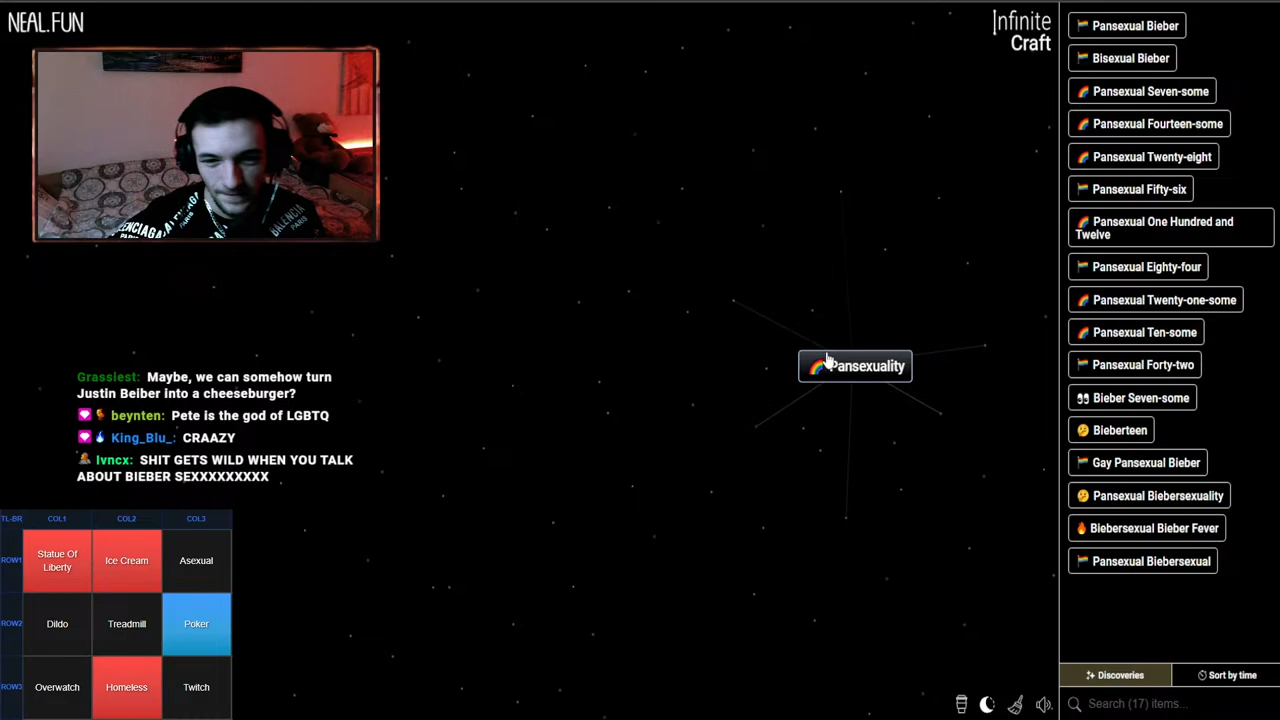 NEAL.FUN
Infinite
Craft
BALENCIAGA
PARIS
Pansexuality
Grassiest: Maybe, we can somehow turn
Justin Beiber into a cheeseburger?
beynten: Pete is the god of LGBTQ
King_Blu_: CRAAZY
lvncx: SHIT GETS WILD WHEN YOU TALK
ABOUT BIEBER SEXXXXXXXXX
TL-BR COL1 COL2 COL3
ROW1 Statue Of Liberty Ice Cream Asexual
ROW2 Dildo Treadmill Poker
ROW3 Overwatch Homeless Twitch
Pansexual Bieber
Bisexual Bieber
Pansexual Seven-some
Pansexual Fourteen-some
Pansexual Twenty-eight
Pansexual Fifty-six
Pansexual One Hundred and
Twelve
Pansexual Eighty-four
Pansexual Twenty-one-some
Pansexual Ten-some
Pansexual Forty-two
Bieber Seven-some
Bieberteen
Gay Pansexual Bieber
Pansexual Biebersexuality
Biebersexual Bieber Fever
Pansexual Biebersexual
Discoveries Sort by time
Search (17) items...